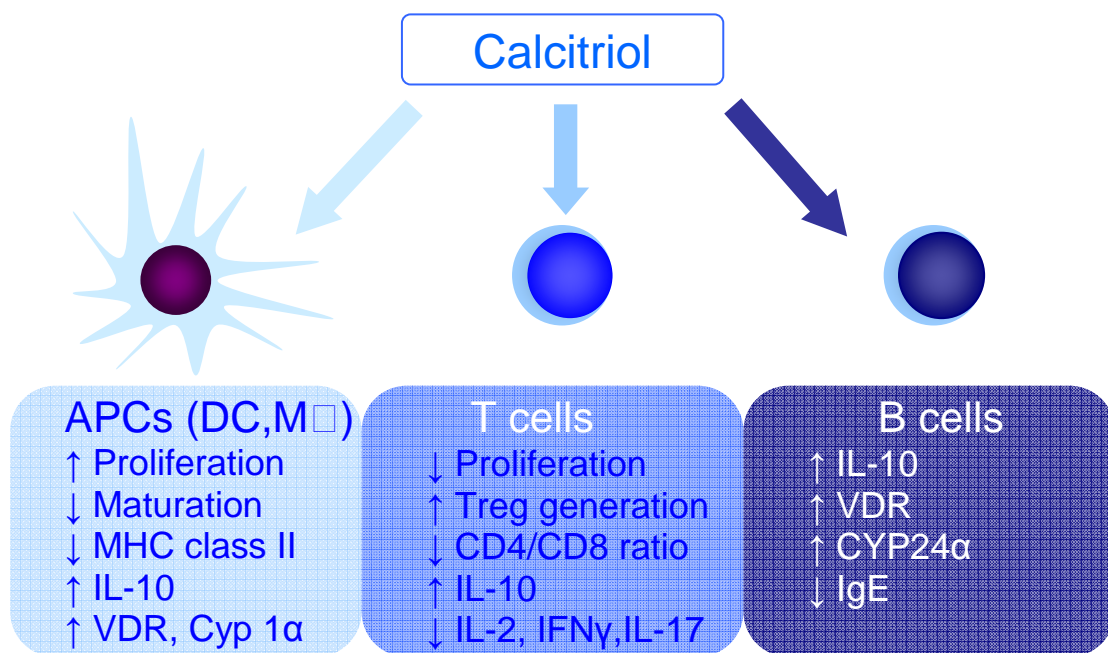 Calcitriol
APCs (DC,M□)
↑ Proliferation
↓ Maturation
↓ MHC class II
↑ IL-10
↑ VDR, Cyp 1α
T cells
↓ Proliferation
↑ Treg generation
↓ CD4/CD8 ratio
↑ IL-10
↓ IL-2, IFNγ,IL-17
B cells
↑ IL-10
↑ VDR
↑ CYP24α
↓ IgE